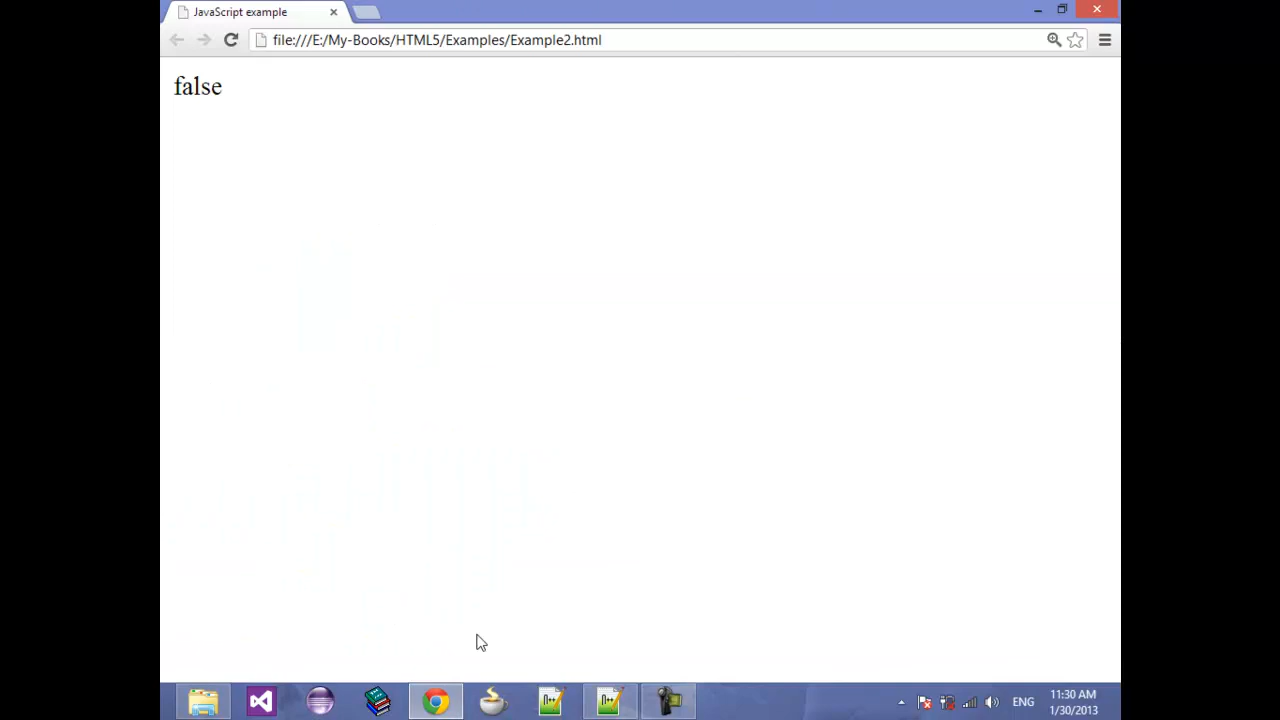 JavaScript example
file:///E:/My-Books/HTML5/Examples/Example2.html
false
ENG
11:30 AM
1/30/2013